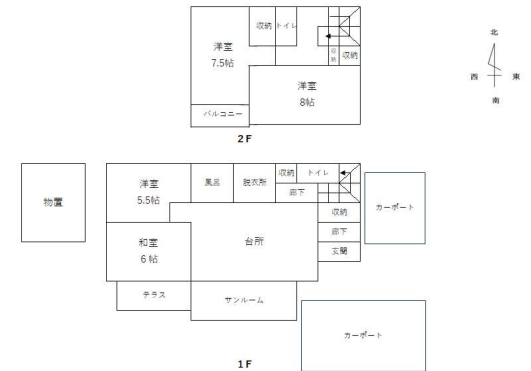 収納 トイレ
洋室
7.5帖
収納
収納
洋室
8帖
バルコニー
2F
北
西 東
南
洋室
5.5帖
風呂
脱衣所
収納
トイレ
廊下
物置
和室
6帖
台所
収納
廊下
玄関
カーポート
テラス
サンルーム
カーポート
1F